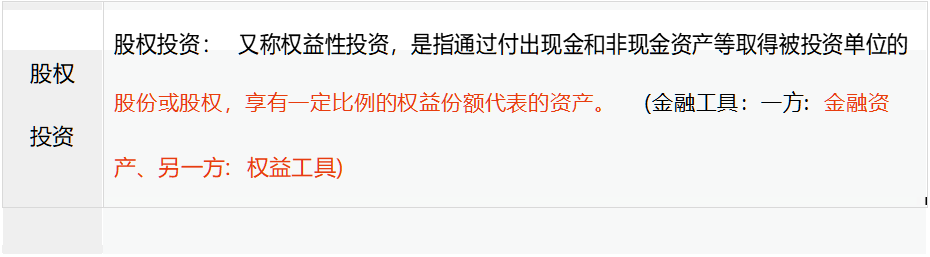 股权
投资
股权投资： 又称权益性投资，是指通过付出现金和非现金资产等取得被投资单位的
股份或股权，享有一定比例的权益份额代表的资产。 (金融工具：一方：金融资
产、另一方：权益工具)